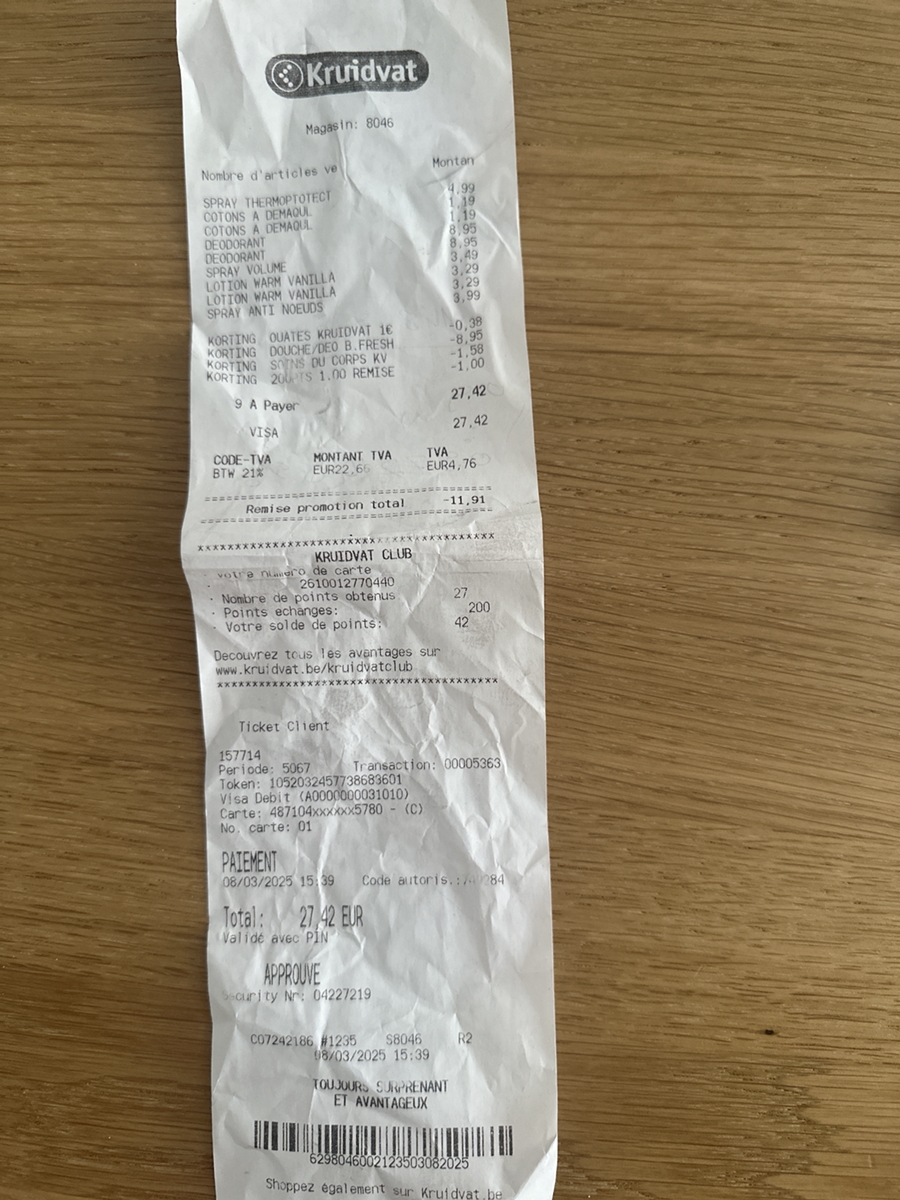 Kruidvat
Magasin: 8046
Nombre d'articles ve Montan
SPRAY THERMOPTOTECT 4,99
COTONS A DEMAQUL 1,19
COTONS A DEMAQUL 1,19
DEODORANT 8,95
DEODORANT 8,95
SPRAY VOLUME 3,49
LOTION WARM VANILLA 3,29
LOTION WARM VANILLA 3,29
SPRAY ANTI NOEUDS 3,99
KORTING OUATES KRUIDVAT 1€ -0,38
KORTING DOUCHE/DEO B.FRESH -8,95
KORTING SOINS DU CORPS KV -1,58
KORTING 200PTS 1.00 REMISE -1,00
9 A Payer 27,42
VISA 27,42
CODE-TVA MONTANT TVA TVA
BTW 21% EUR22,66 EUR4,76
Remise promotion total -11,91
KRUIDVAT CLUB
· Votre numero de carte
· 2610012770440
· Nombre de points obtenus 27
· Points echanges: 200
· Votre solde de points: 42
Decouvrez tous les avantages sur
www.kruidvat.be/kruidvatclub
Ticket Client
157714
Periode: 5067 Transaction: 00005363
Token: 1052032457738683601
Visa Debit (A0000000031010)
Carte: 487104xxxxxx5780 - (C)
No. carte: 01
PAIEMENT
08/03/2025 15:39 Code autoris.:
Total: 27,42 EUR
Validé avec PIN
APPROUVE
Security Nr: 04227219
C07242186 #1235 S8046 R2
08/03/2025 15:39
TOUJOURS SURPRENANT
ET AVANTAGEUX
6298046002123503082025
Shoppez également sur Kruidvat.be